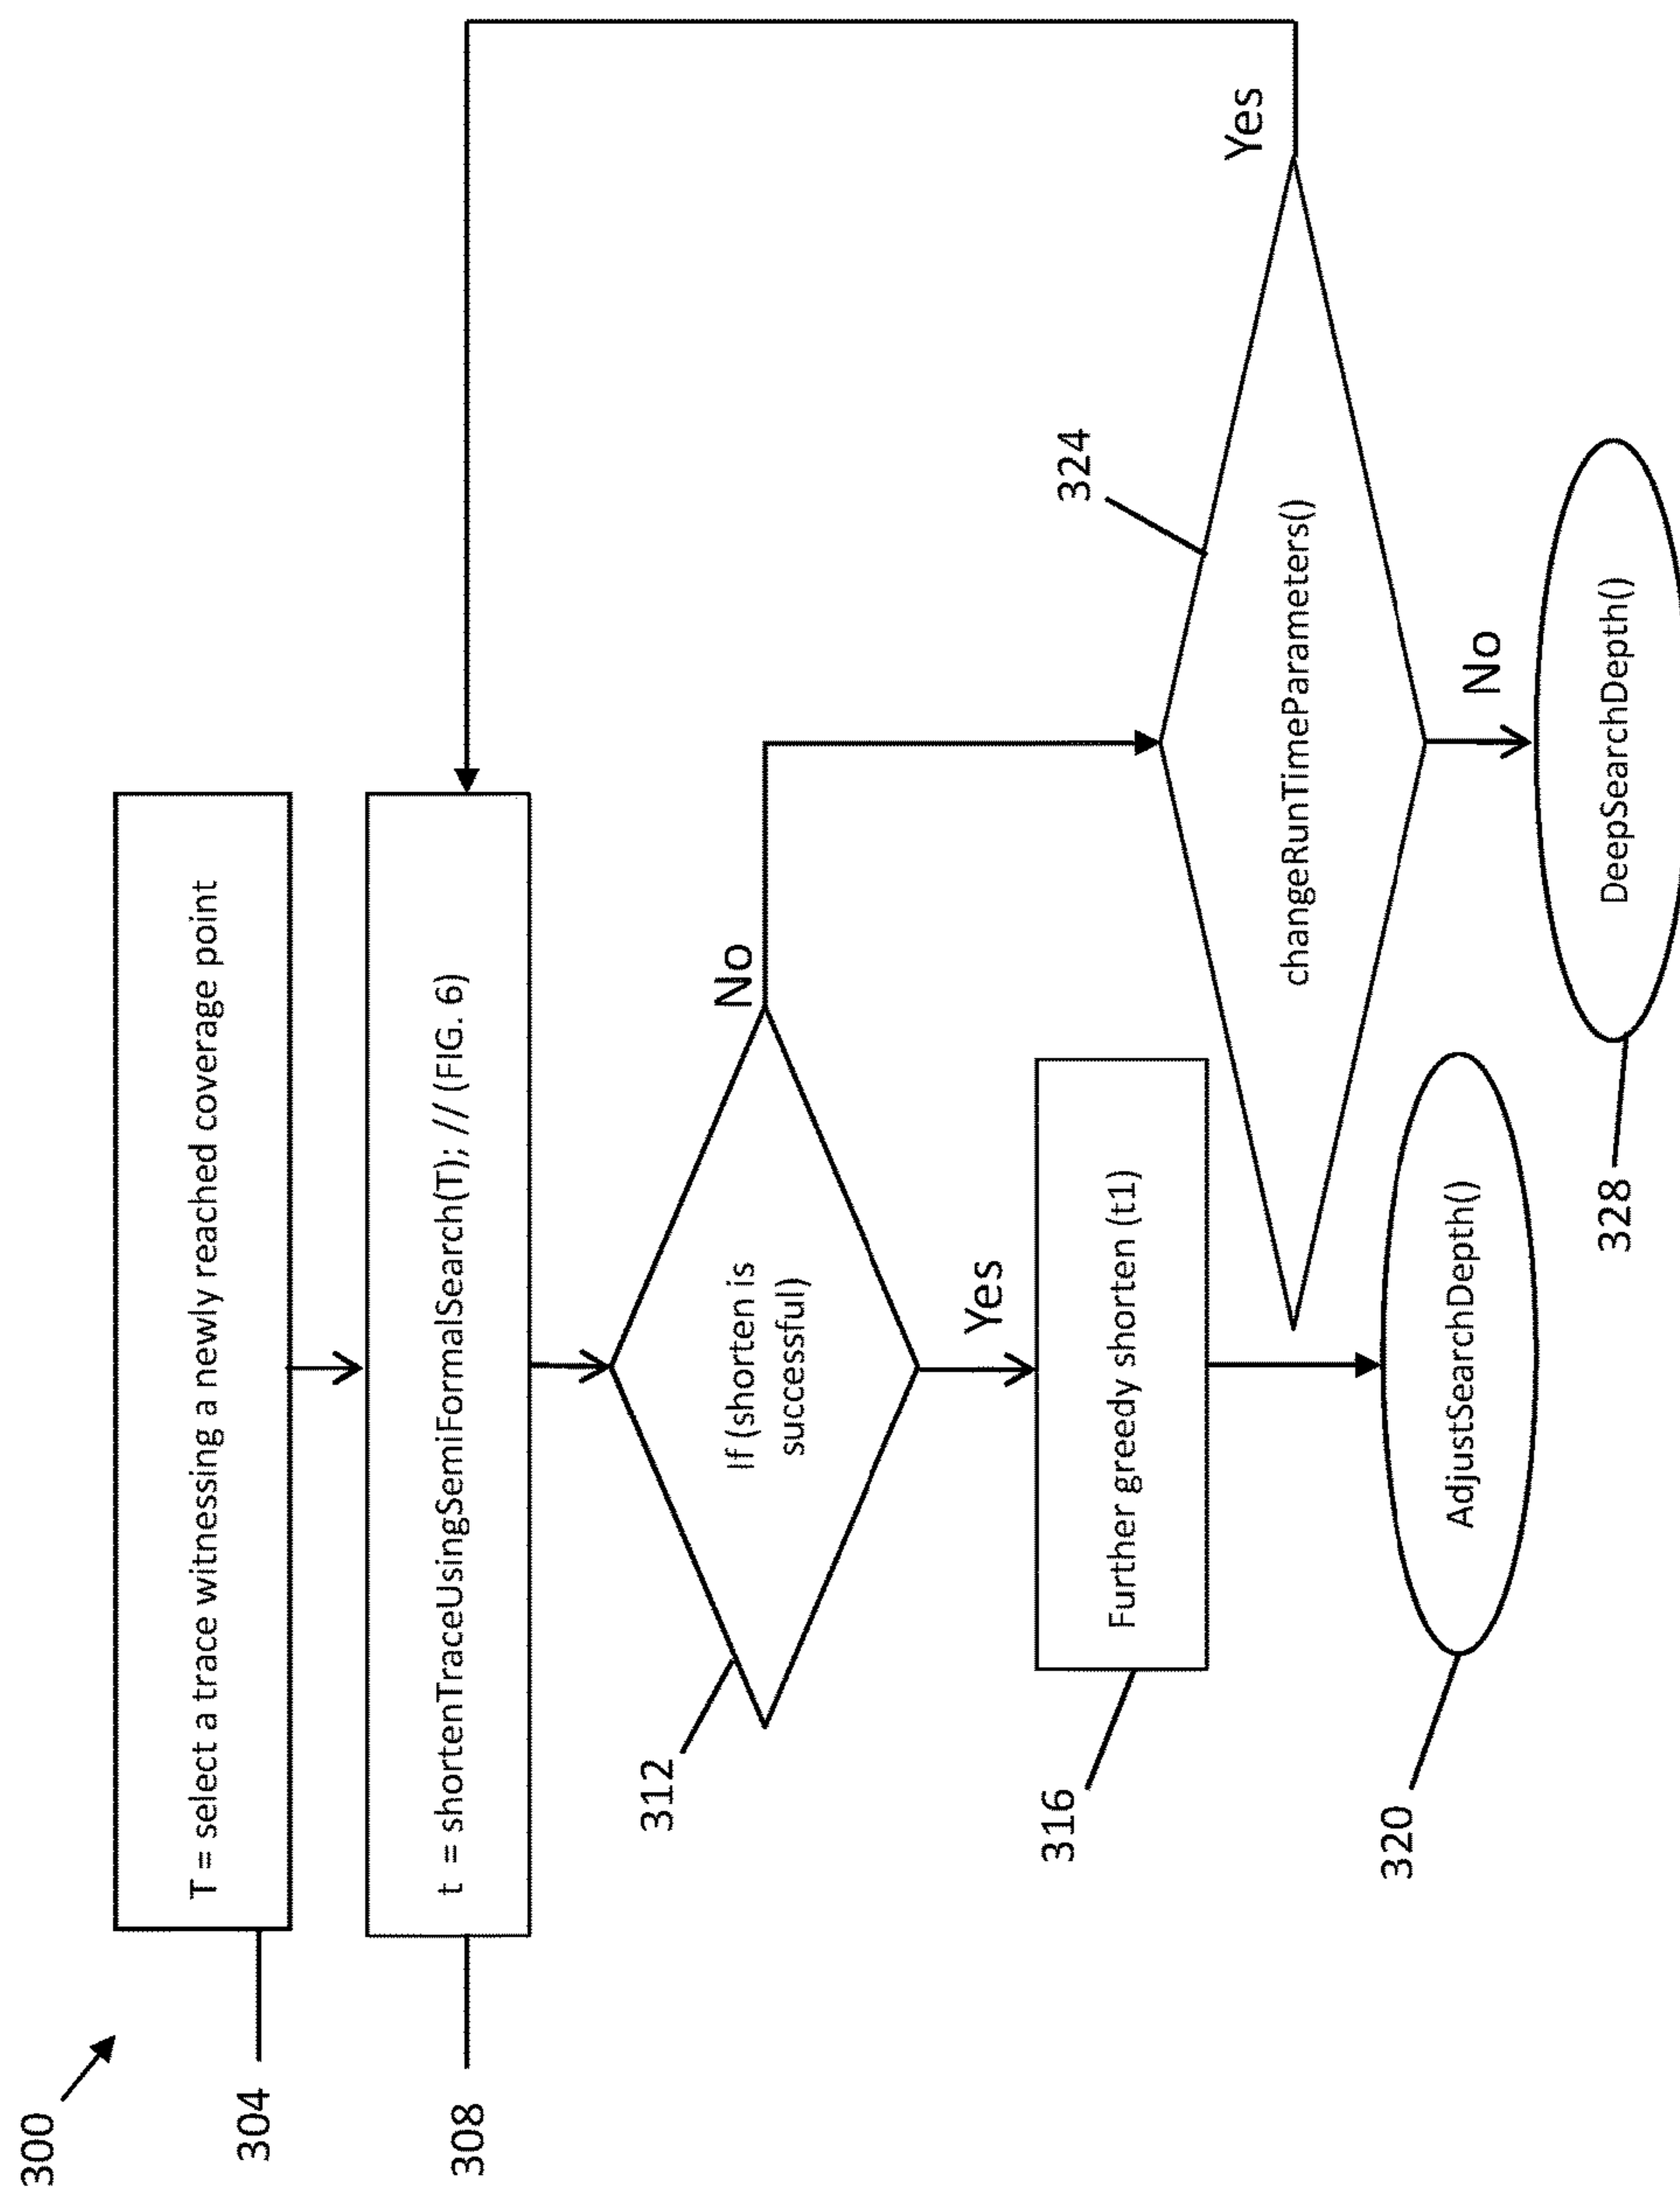 300
304
T = select a trace witnessing a newly reached coverage point
308
t = shortenTraceUsingSemiFormalSearch(T); // (FIG. 6)
312
If (shorten is
successful)
No
Yes
316
Further greedy shorten (t1)
324
changeRunTimeParameters()
Yes
320
AdjustSearchDepth()
No
328
DeepSearchDepth()